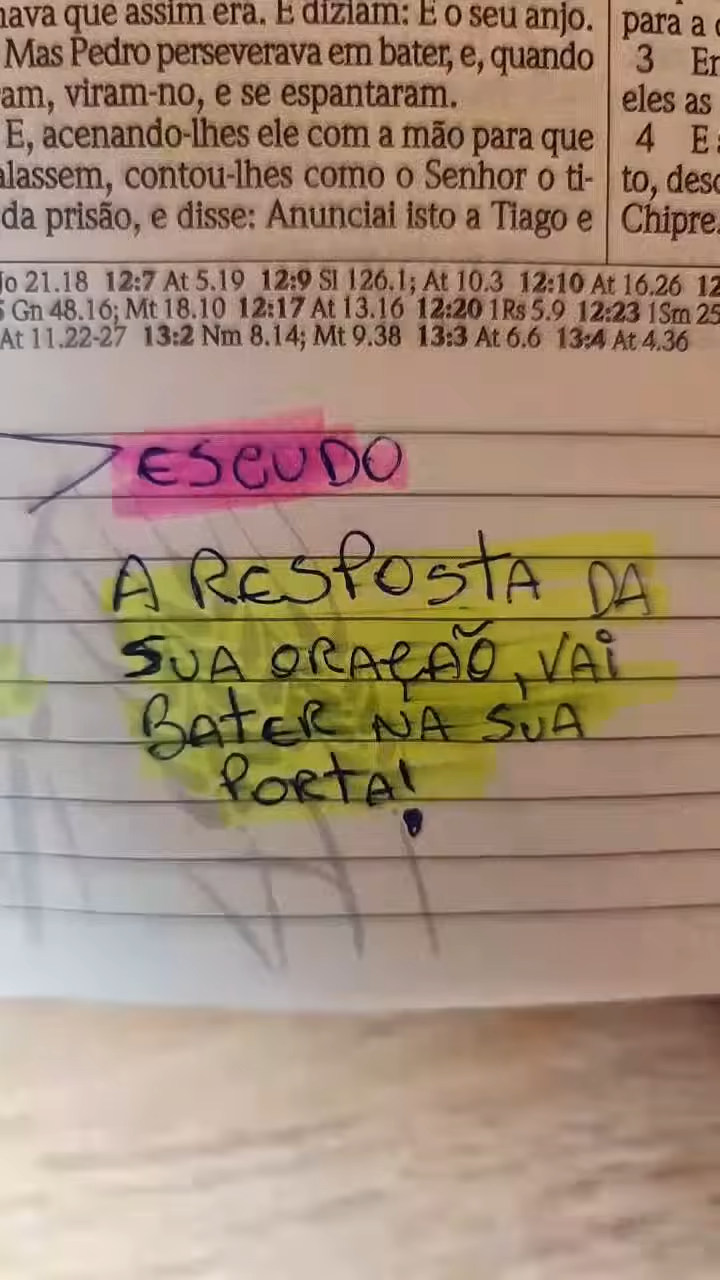 nava que assim era. E diziam: É o seu anjo.
Mas Pedro perseverava em bater, e, quando
am, viram-no, e se espantaram.
E, acenando-lhes ele com a mão para que
alassem, contou-lhes como o Senhor o ti-
da prisão, e disse: Anunciai isto a Tiago e
para a
3 Er
eles as
4 E
to, desc
Chipre.
Jo 21.18 12:7 At 5.19 12:9 Sl 126.1; At 10.3 12:10 At 16.26 12
Gn 48.16; Mt 18.10 12:17 At 13.16 12:20 1Rs 5.9 12:23 1Sm 25
At 11.22-27 13:2 Nm 8.14; Mt 9.38 13:3 At 6.6 13:4 At 4.36
ESCUDO
A RESPOSTA DA
SUA ORAÇÃO, VAi
BATER NA SUA
PORTA!